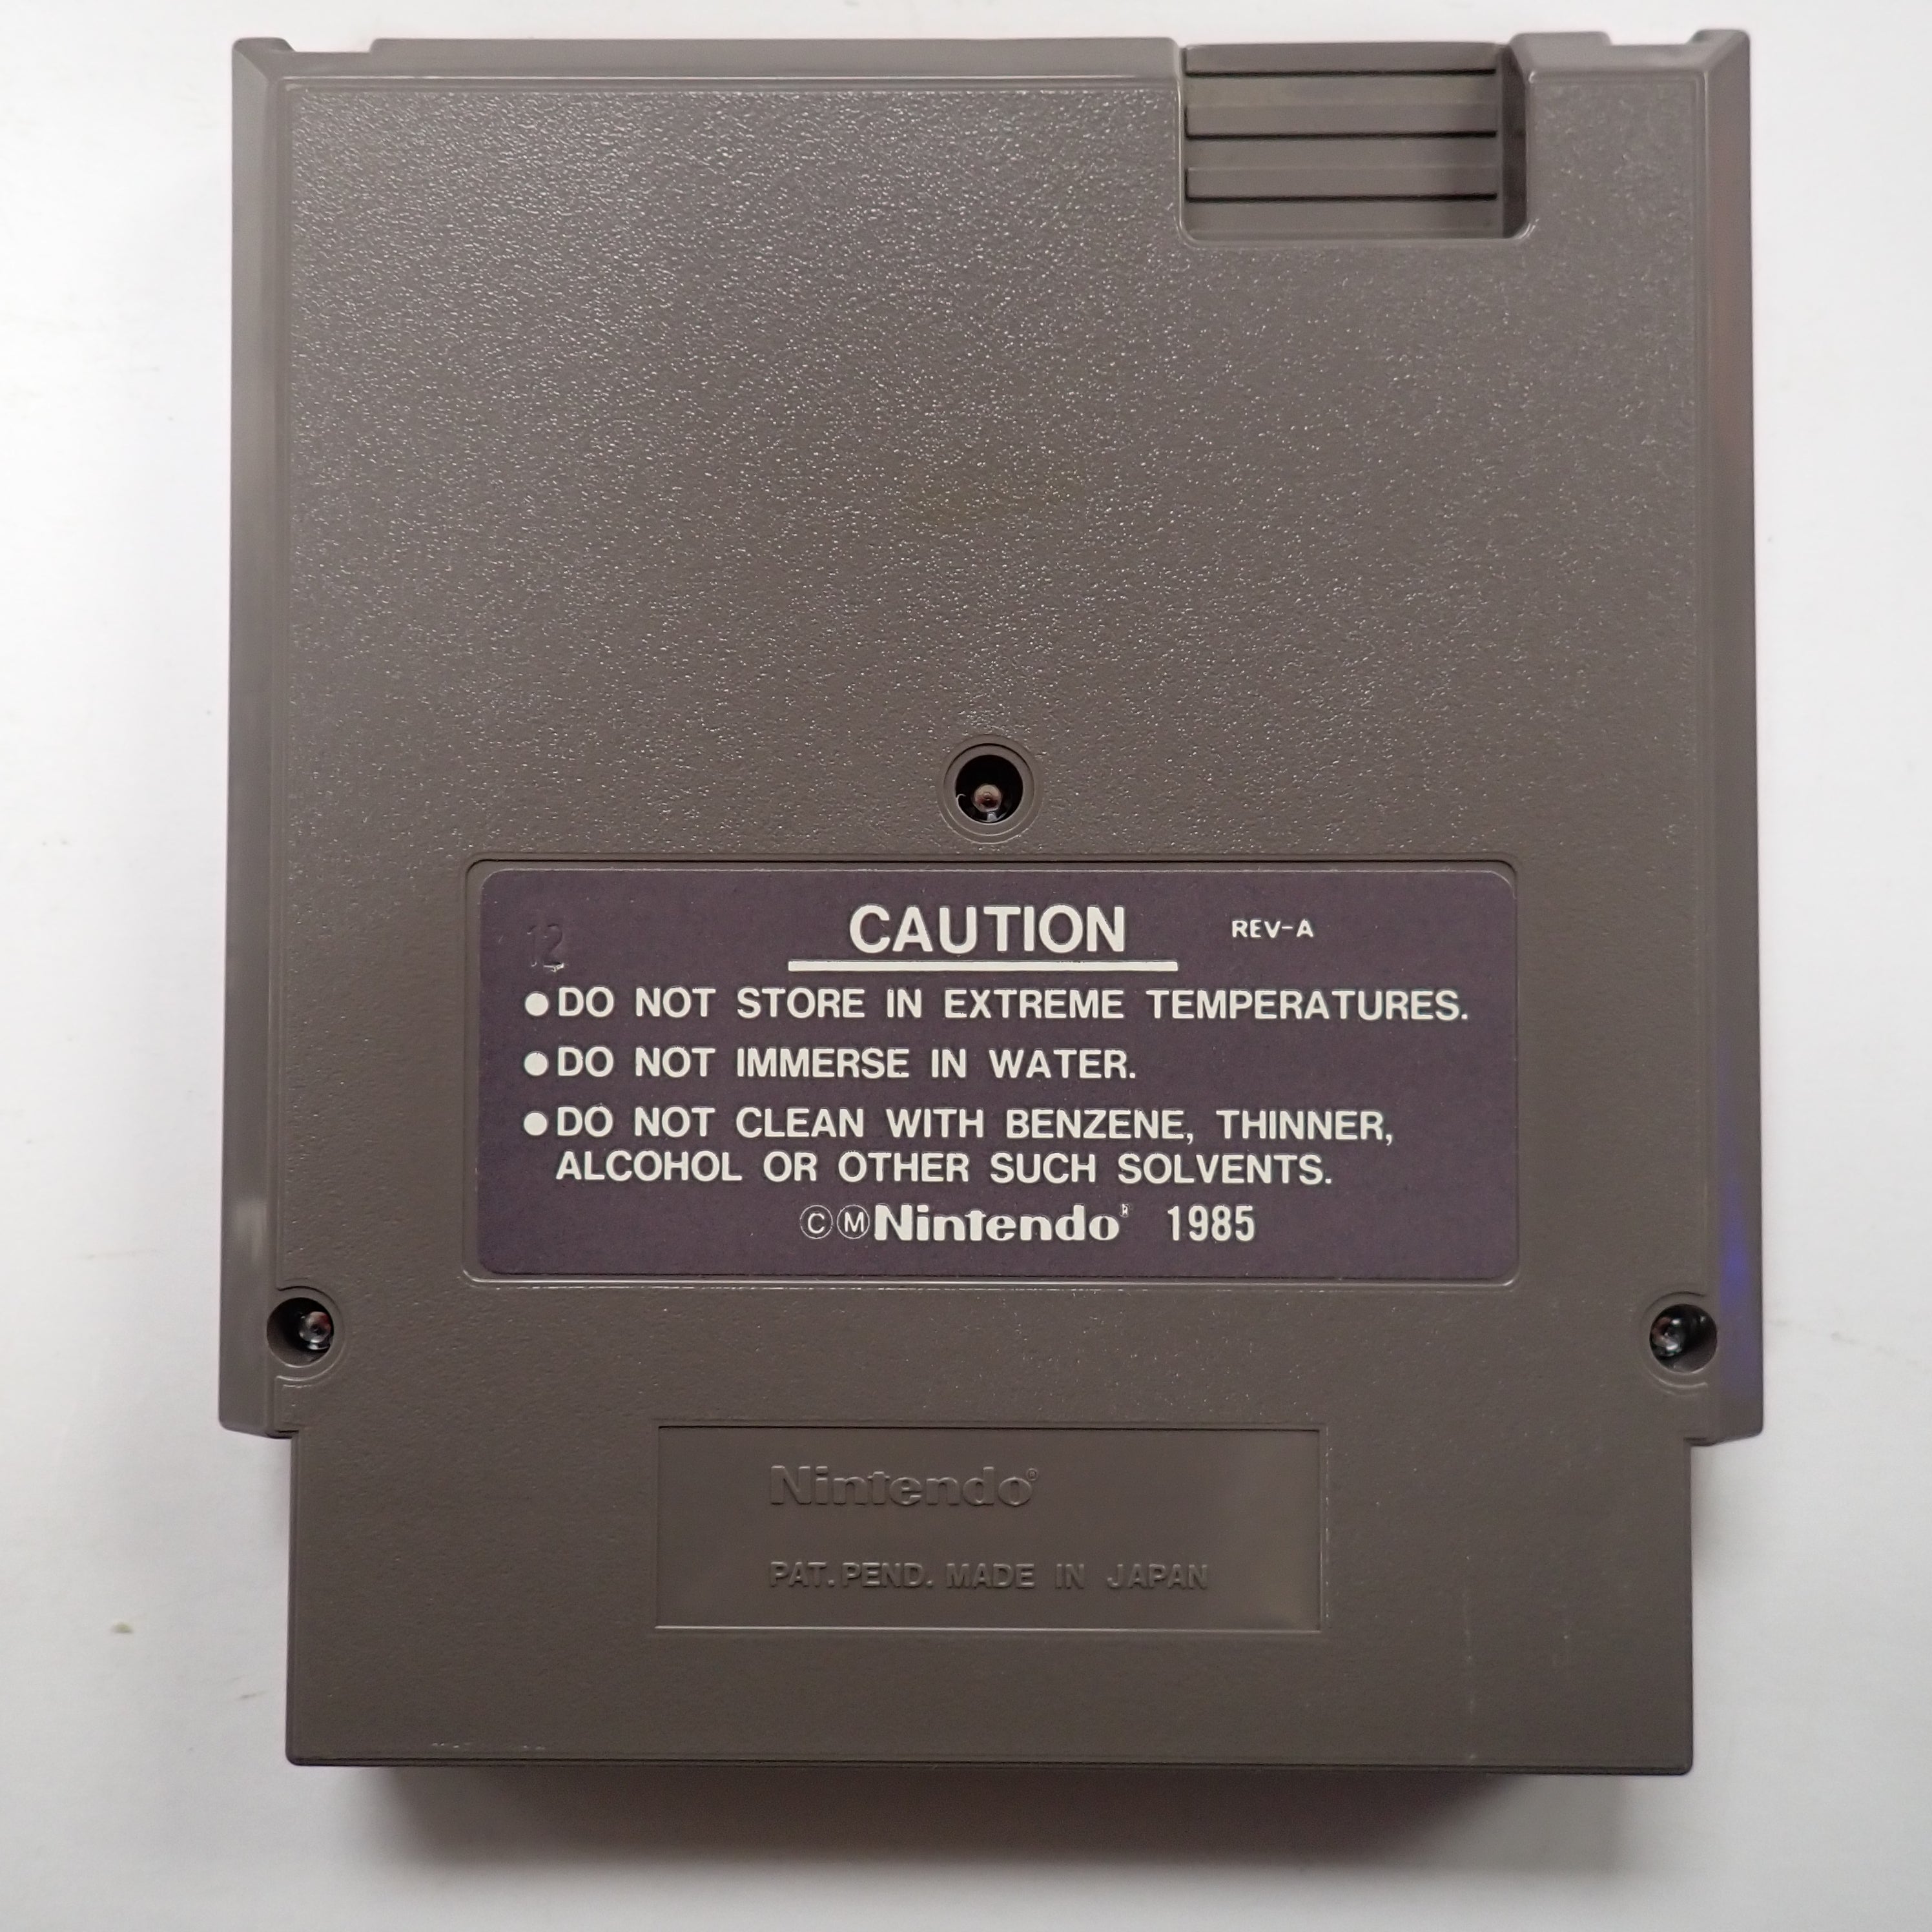 12
CAUTION REV-A
●DO NOT STORE IN EXTREME TEMPERATURES.
●DO NOT IMMERSE IN WATER.
●DO NOT CLEAN WITH BENZENE, THINNER,
ALCOHOL OR OTHER SUCH SOLVENTS.
ⒸⓂNintendo® 1985
Nintendo®
PAT. PEND. MADE IN JAPAN